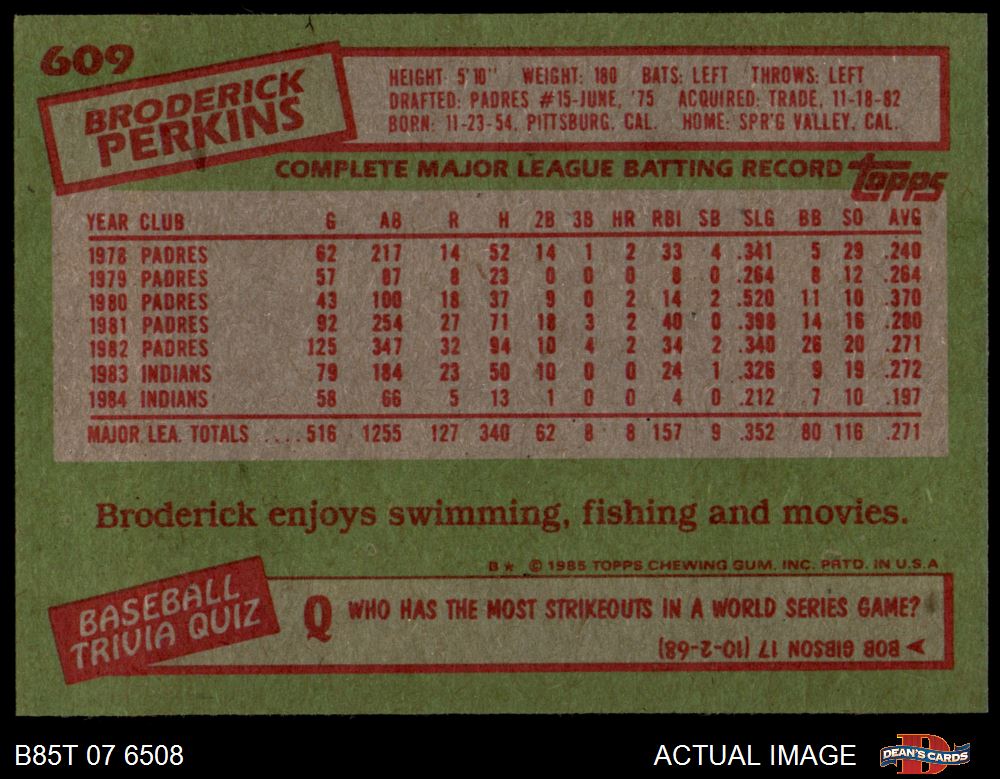 609
BRODERICK
PERKINS
HEIGHT: 5'10" WEIGHT: 180 BATS: LEFT THROWS: LEFT
DRAFTED: PADRES #15-JUNE, '75 ACQUIRED: TRADE, 11-18-82
BORN: 11-23-54, PITTSBURG, CAL. HOME: SPR'G VALLEY, CAL.
COMPLETE MAJOR LEAGUE BATTING RECORD
topps
YEAR CLUB G AB R H 2B 3B HR RBI SB SLG BB SO AVG
1978 PADRES 62 217 14 52 14 1 2 33 4 .341 5 29 .240
1979 PADRES 57 87 8 23 0 0 0 8 0 .264 8 12 .264
1980 PADRES 43 100 18 37 9 0 2 14 2 .520 11 10 .370
1981 PADRES 92 254 27 71 18 3 2 40 0 .398 14 16 .280
1982 PADRES 125 347 32 94 10 4 2 34 2 .340 26 20 .271
1983 INDIANS 79 184 23 50 10 0 0 24 1 .326 9 19 .272
1984 INDIANS 58 66 5 13 1 0 0 4 0 .212 7 10 .197
MAJOR LEA. TOTALS ....516 1255 127 340 62 8 8 157 9 .352 80 116 .271
Broderick enjoys swimming, fishing and movies.
B★ © 1985 TOPPS CHEWING GUM, INC. PRTD. IN U.S.A
BASEBALL
TRIVIA QUIZ
Q WHO HAS THE MOST STRIKEOUTS IN A WORLD SERIES GAME?
BOB GIBSON 17 (10-2-68)
B85T 07 6508
ACTUAL IMAGE
D
DEAN'S CARDS